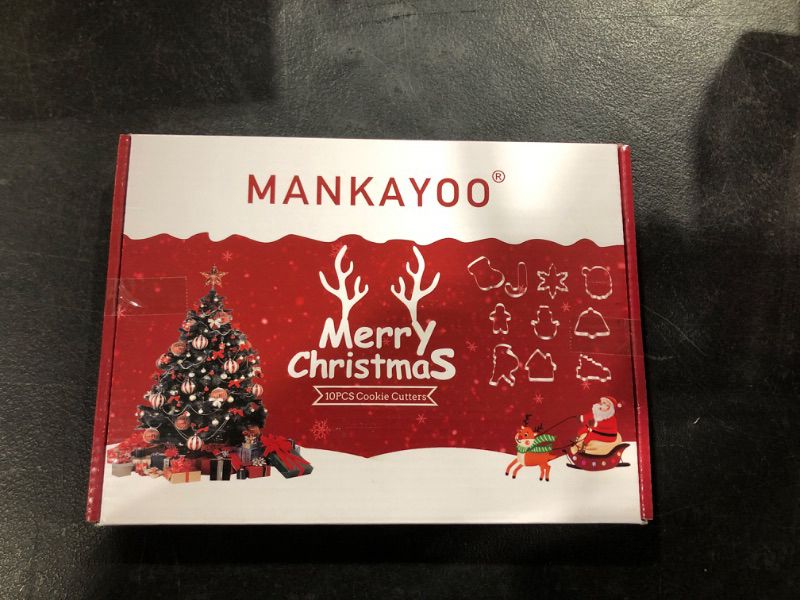 MANKAYOO®
Merry
Christmas
10PCS Cookie Cutters